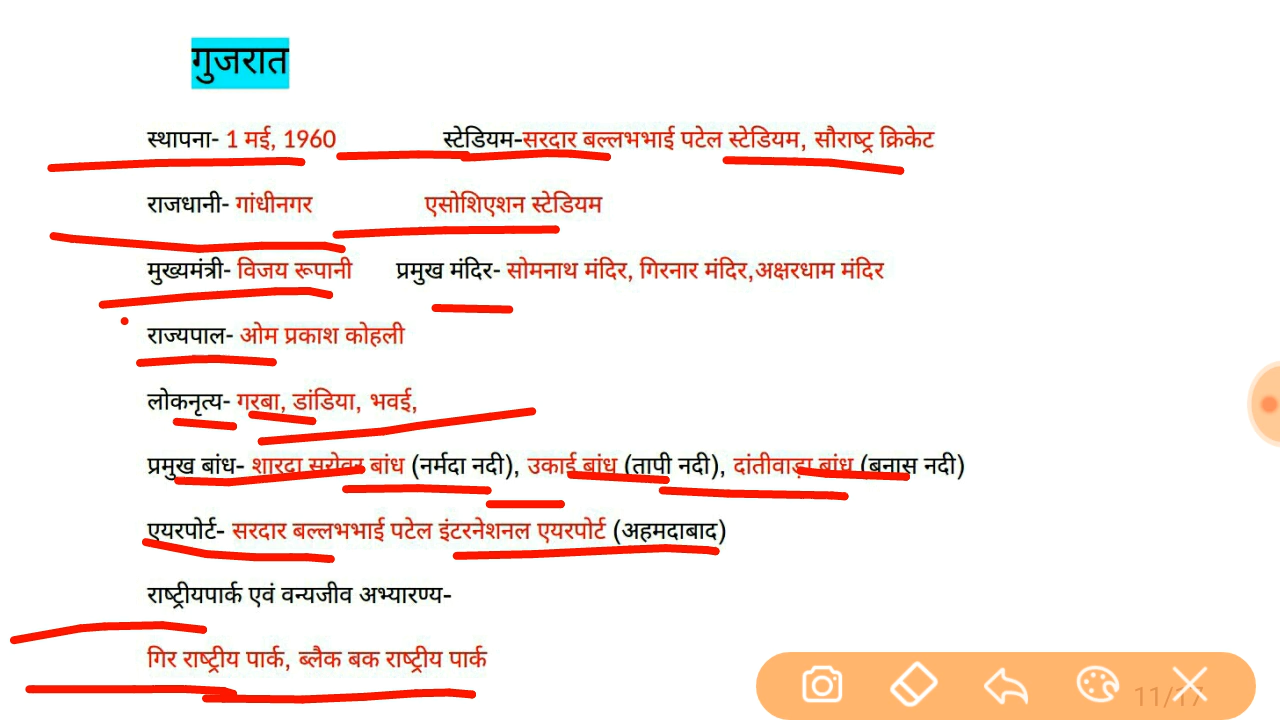 गुजरात
स्थापना- 1 मई, 1960 स्टेडियम-सरदार बल्लभभाई पटेल स्टेडियम, सौराष्ट्र क्रिकेट
राजधानी- गांधीनगर एसोशिएशन स्टेडियम
मुख्यमंत्री- विजय रूपानी प्रमुख मंदिर- सोमनाथ मंदिर, गिरनार मंदिर,अक्षरधाम मंदिर
राज्यपाल- ओम प्रकाश कोहली
लोकनृत्य- गरबा, डांडिया, भवई,
प्रमुख बांध- शारदा सरोवर बांध (नर्मदा नदी), उकाई बांध (तापी नदी), दांतीवाड़ा बांध (बनास नदी)
एयरपोर्ट- सरदार बल्लभभाई पटेल इंटरनेशनल एयरपोर्ट (अहमदाबाद)
राष्ट्रीयपार्क एवं वन्यजीव अभ्यारण्य-
गिर राष्ट्रीय पार्क, ब्लैक बक राष्ट्रीय पार्क
11/17